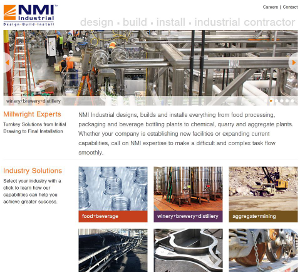 Careers | Contact
NMI
Industrial
Design·Build·Install
design • build • install • industrial contractor
winery•brewery•distillery
Millwright Experts
Turnkey Solutions from Initial
Drawing to Final Installation
NMI Industrial designs, builds and installs everything from food processing,
packaging and beverage bottling plants to chemical, quarry and aggregate plants.
Whether your company is establishing new facilities or expanding current
capabilities, call on NMI expertise to make a difficult and complex task flow
smoothly.
Industry Solutions
Select your industry with a
click to learn how our
capabilities can help you
achieve greater success.
food•beverage
winery•brewery•distillery
aggregate•mining